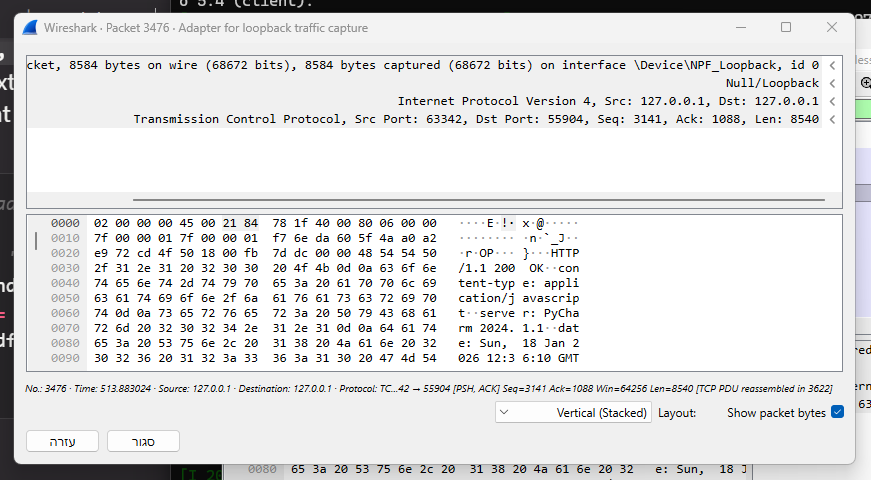 o 5.4 (client).
Wireshark · Packet 3476 · Adapter for loopback traffic capture
cket, 8584 bytes on wire (68672 bits), 8584 bytes captured (68672 bits) on interface \Device\NPF_Loopback, id 0
Null/Loopback
Internet Protocol Version 4, Src: 127.0.0.1, Dst: 127.0.0.1
Transmission Control Protocol, Src Port: 63342, Dst Port: 55904, Seq: 3141, Ack: 1088, Len: 8540
0000 02 00 00 00 45 00 21 84 78 1f 40 00 80 06 00 00 ····E·!· x·@·····
0010 7f 00 00 01 7f 00 00 01 f7 6e da 60 5f 4a a0 a2 ········ ·n·`_J··
0020 e9 72 cd 4f 50 18 00 fb 7d dc 00 00 48 54 54 50 ·r·OP··· }···HTTP
0030 2f 31 2e 31 20 32 30 30 20 4f 4b 0d 0a 63 6f 6e /1.1 200 OK··con
0040 74 65 6e 74 2d 74 79 70 65 3a 20 61 70 70 6c 69 tent-typ e: appli
0050 63 61 74 69 6f 6e 2f 6a 61 76 61 73 63 72 69 70 cation/j avascrip
0060 74 0d 0a 73 65 72 76 65 72 3a 20 50 79 43 68 61 t··serve r: PyCha
0070 72 6d 20 32 30 32 34 2e 31 2e 31 0d 0a 64 61 74 rm 2024. 1.1··dat
0080 65 3a 20 53 75 6e 2c 20 31 38 20 4a 61 6e 20 32 e: Sun, 18 Jan 2
0090 30 32 36 20 31 32 3a 33 36 3a 31 30 20 47 4d 54 026 12:3 6:10 GMT
No.: 3476 · Time: 513.883024 · Source: 127.0.0.1 · Destination: 127.0.0.1 · Protocol: TC...42 → 55904 [PSH, ACK] Seq=3141 Ack=1088 Win=64256 Len=8540 [TCP PDU reassembled in 3622]
Vertical (Stacked) Layout: Show packet bytes
עזרה סגור
0080 65 3a 20 53 75 6e 2c 20 31 38 20 4a 61 6e 20 32 e: Sun, 18 J